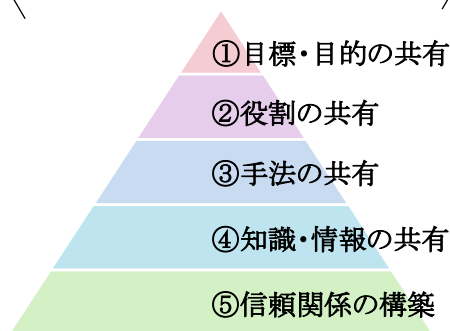 ①目標・目的の共有
②役割の共有
③手法の共有
④知識・情報の共有
⑤信頼関係の構築